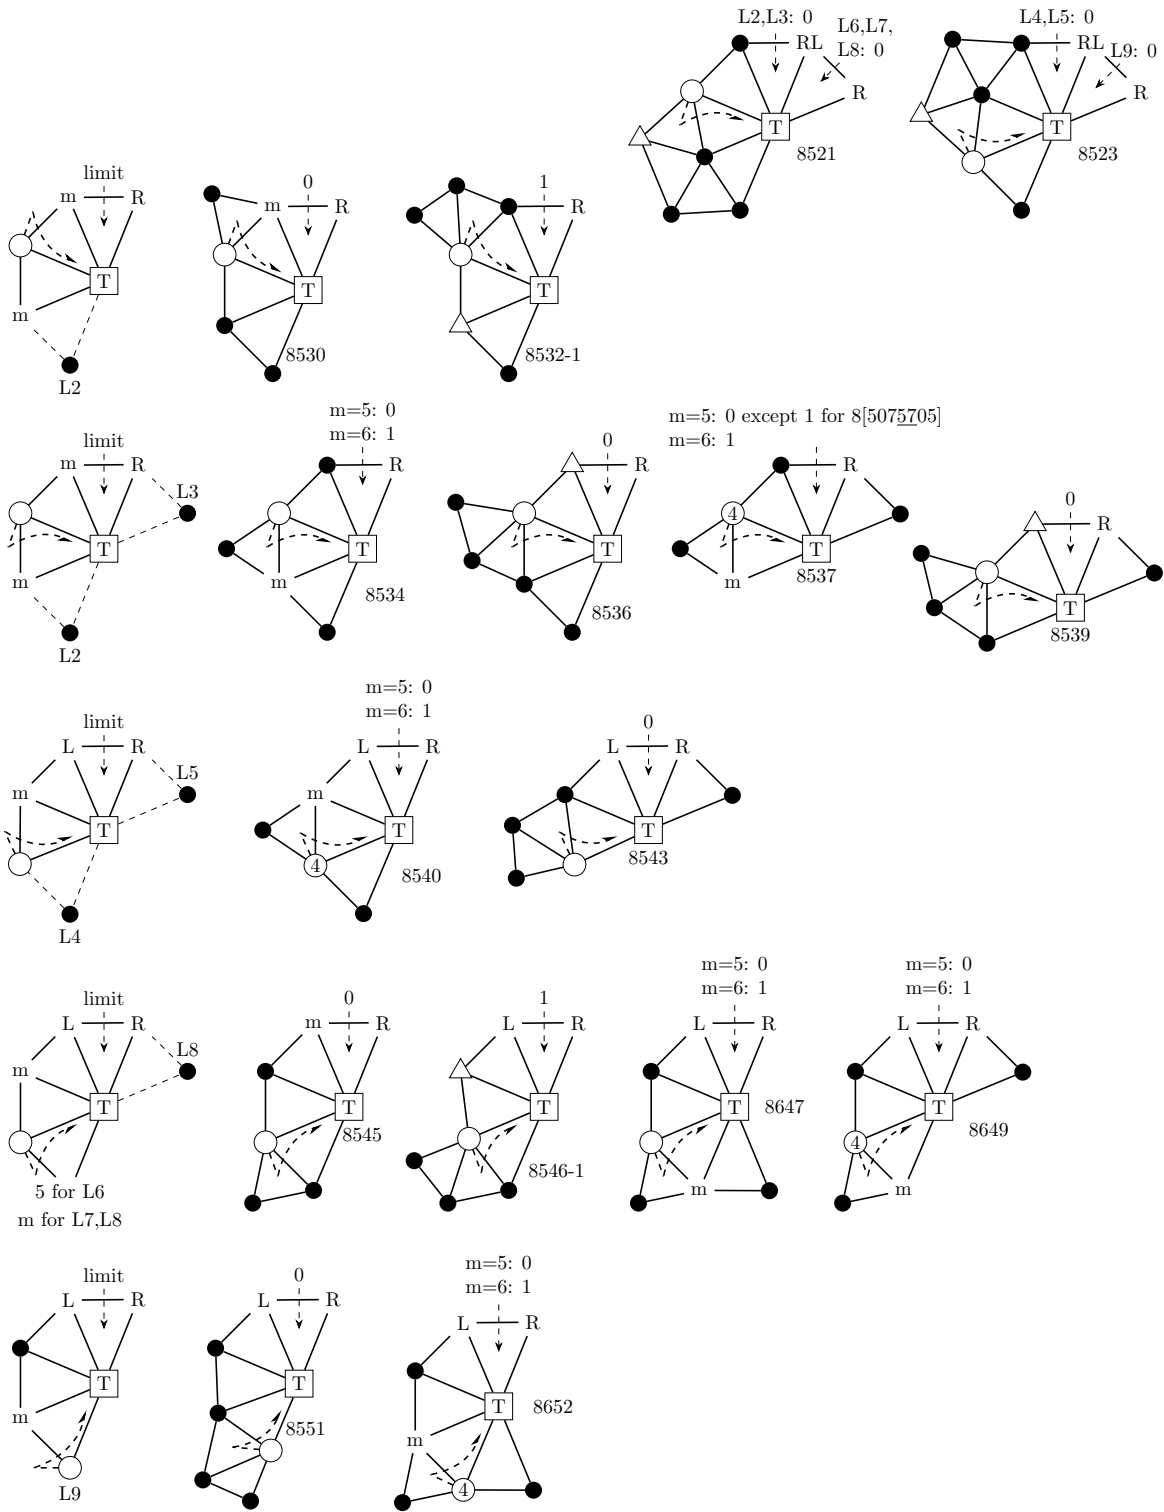 L2,L3: 0
L6,L7,
L8: 0
RL
R
T
8521
L4,L5: 0
RL
L9: 0
R
T
8523
limit
m
R
T
m
L2
0
m
R
T
8530
1
R
T
8532-1
limit
m
R
L3
T
m
L2
m=5: 0
m=6: 1
R
T
m
8534
0
R
T
8536
m=5: 0 except 1 for 8[5075705]
m=6: 1
R
4
T
m
8537
0
R
T
8539
limit
L
R
L5
m
T
L4
m=5: 0
m=6: 1
L
R
m
T
4
8540
0
L
R
T
8543
limit
L
R
L8
m
T
5 for L6
m for L7,L8
0
m
R
T
8545
1
L
R
T
8546-1
m=5: 0
m=6: 1
L
R
T
8647
m
m=5: 0
m=6: 1
L
R
T
8649
4
m
limit
L
R
T
m
L9
0
L
R
T
8551
m=5: 0
m=6: 1
L
R
T
8652
m
4